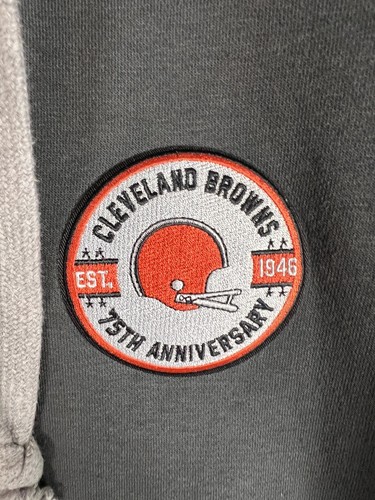 CLEVELAND BROWNS
EST. 1946
75TH ANNIVERSARY